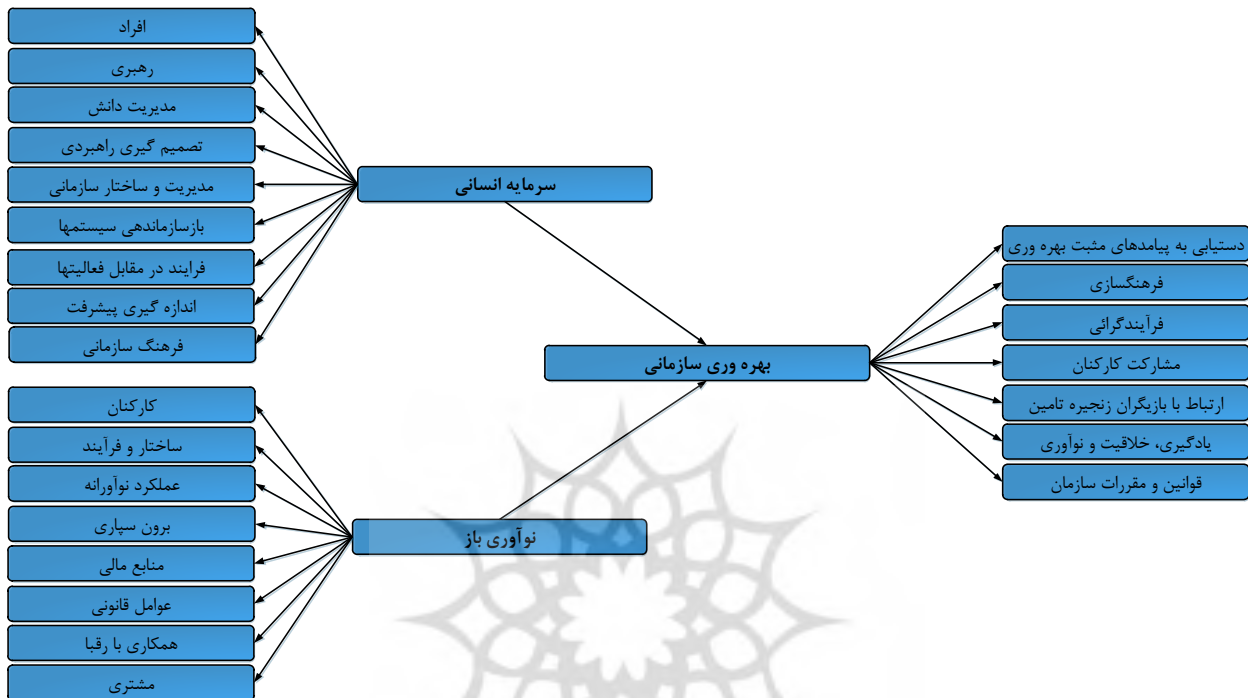 افراد
رهبری
مدیریت دانش
تصمیم گیری راهبردی
مدیریت و ساختار سازمانی
بازسازماندهی سیستمها
فرایند در مقابل فعالیتها
اندازه گیری پیشرفت
فرهنگ سازمانی
سرمایه انسانی
کارکنان
ساختار و فرآیند
عملکرد نوآورانه
برون سپاری
منابع مالی
عوامل قانونی
همکاری با رقبا
مشتری
نوآوری باز
بهره وری سازمانی
دستیابی به پیامدهای مثبت بهره وری
فرهنگسازی
فرآیندگرائی
مشارکت کارکنان
ارتباط با بازیگران زنجیره تامین
یادگیری، خلاقیت و نوآوری
قوانین و مقررات سازمان